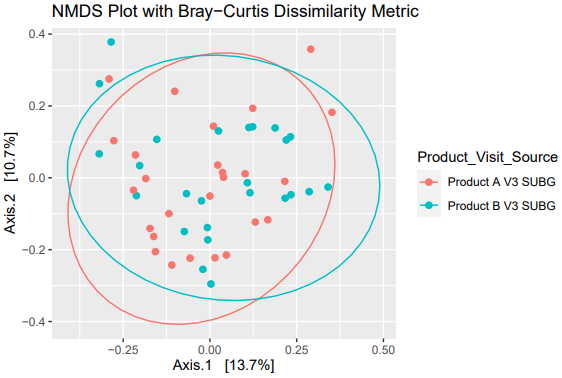 NMDS Plot with Bray−Curtis Dissimilarity Metric
0.4
0.2
0.0
−0.2
−0.4
Axis.2 [10.7%]
−0.25 0.00 0.25 0.50
Axis.1 [13.7%]
Product_Visit_Source
Product A V3 SUBG
Product B V3 SUBG